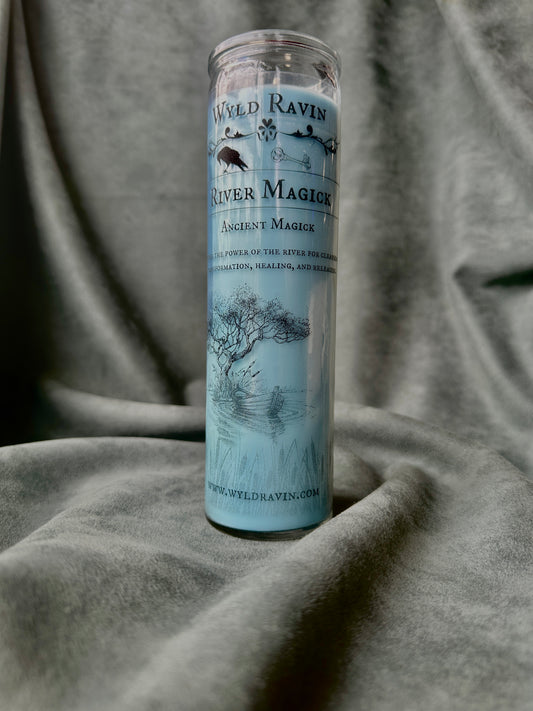 Wyld Ravin
River Magick
Ancient Magick
the power of the river for
healing, and
www.wyldravin.com